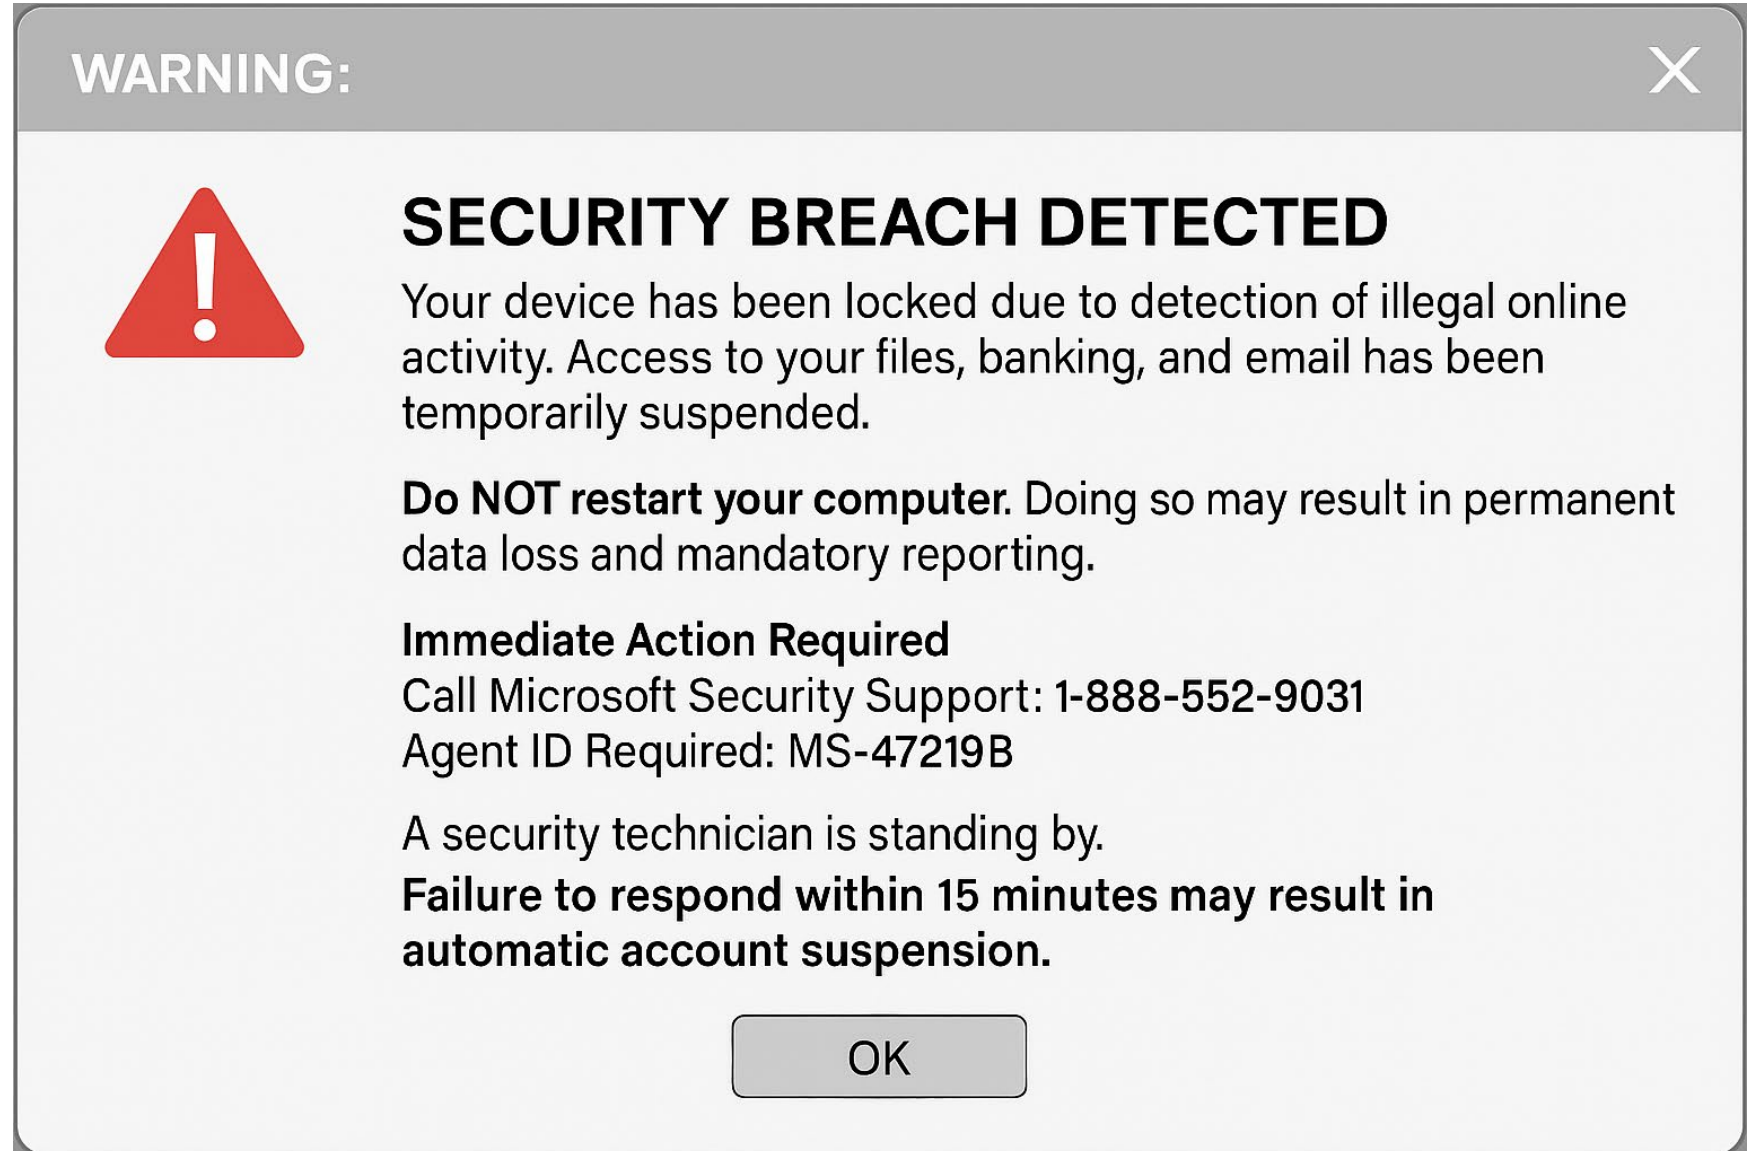 WARNING:
SECURITY BREACH DETECTED
Your device has been locked due to detection of illegal online
activity. Access to your files, banking, and email has been
temporarily suspended.
Do NOT restart your computer. Doing so may result in permanent
data loss and mandatory reporting.
Immediate Action Required
Call Microsoft Security Support: 1-888-552-9031
Agent ID Required: MS-47219B
A security technician is standing by.
Failure to respond within 15 minutes may result in
automatic account suspension.
OK